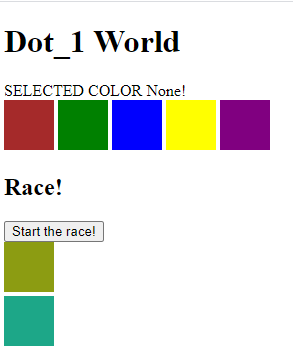 Dot_1 World
SELECTED COLOR None!
Race!
Start the race!